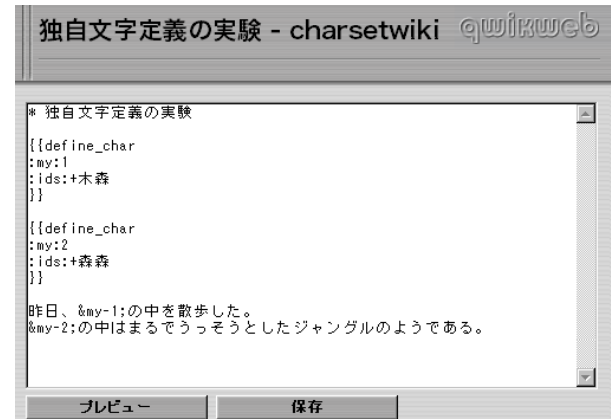 独自文字定義の実験 - charsetwiki qwikweb
* 独自文字定義の実験
{{define_char
:my:1
:ids:+木森
}}
{{define_char
:my:2
:ids:+森森
}}
昨日、&my-1;の中を散歩した。
&my-2;の中はまるでうっそうとしたジャングルのようである。
プレビュー 保存